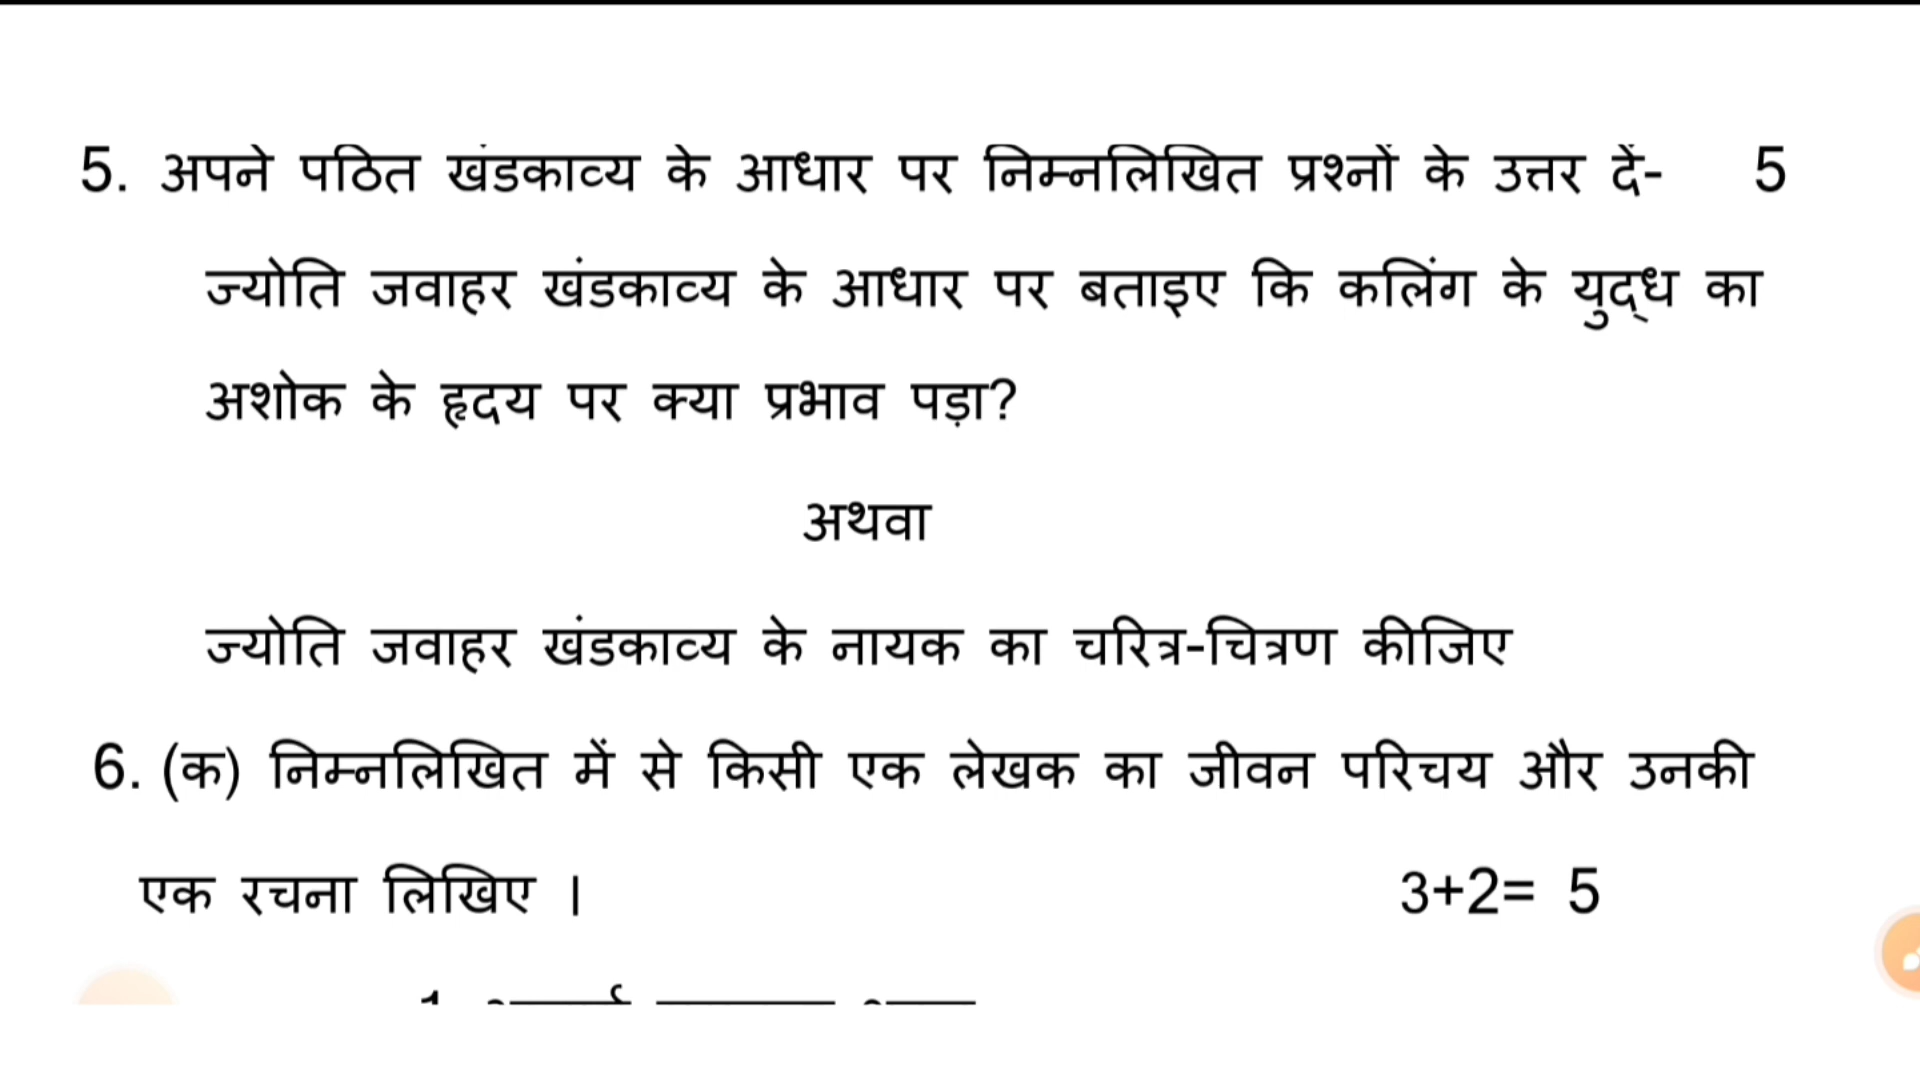 5. अपने पठित खंडकाव्य के आधार पर निम्नलिखित प्रश्नों के उत्तर दें- 5
ज्योति जवाहर खंडकाव्य के आधार पर बताइए कि कलिंग के युद्ध का
अशोक के हृदय पर क्या प्रभाव पड़ा?
अथवा
ज्योति जवाहर खंडकाव्य के नायक का चरित्र-चित्रण कीजिए
6. (क) निम्नलिखित में से किसी एक लेखक का जीवन परिचय और उनकी
एक रचना लिखिए । 3+2= 5